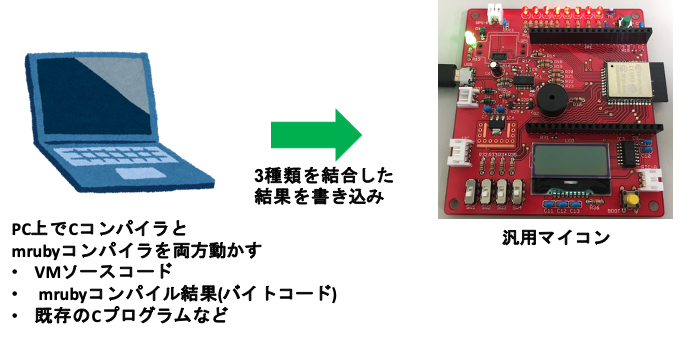 3種類を結合した
結果を書き込み
汎用マイコン
PC上でCコンパイラと
mrubyコンパイラを両方動かす
• VMソースコード
• mrubyコンパイル結果(バイトコード)
• 既存のCプログラムなど